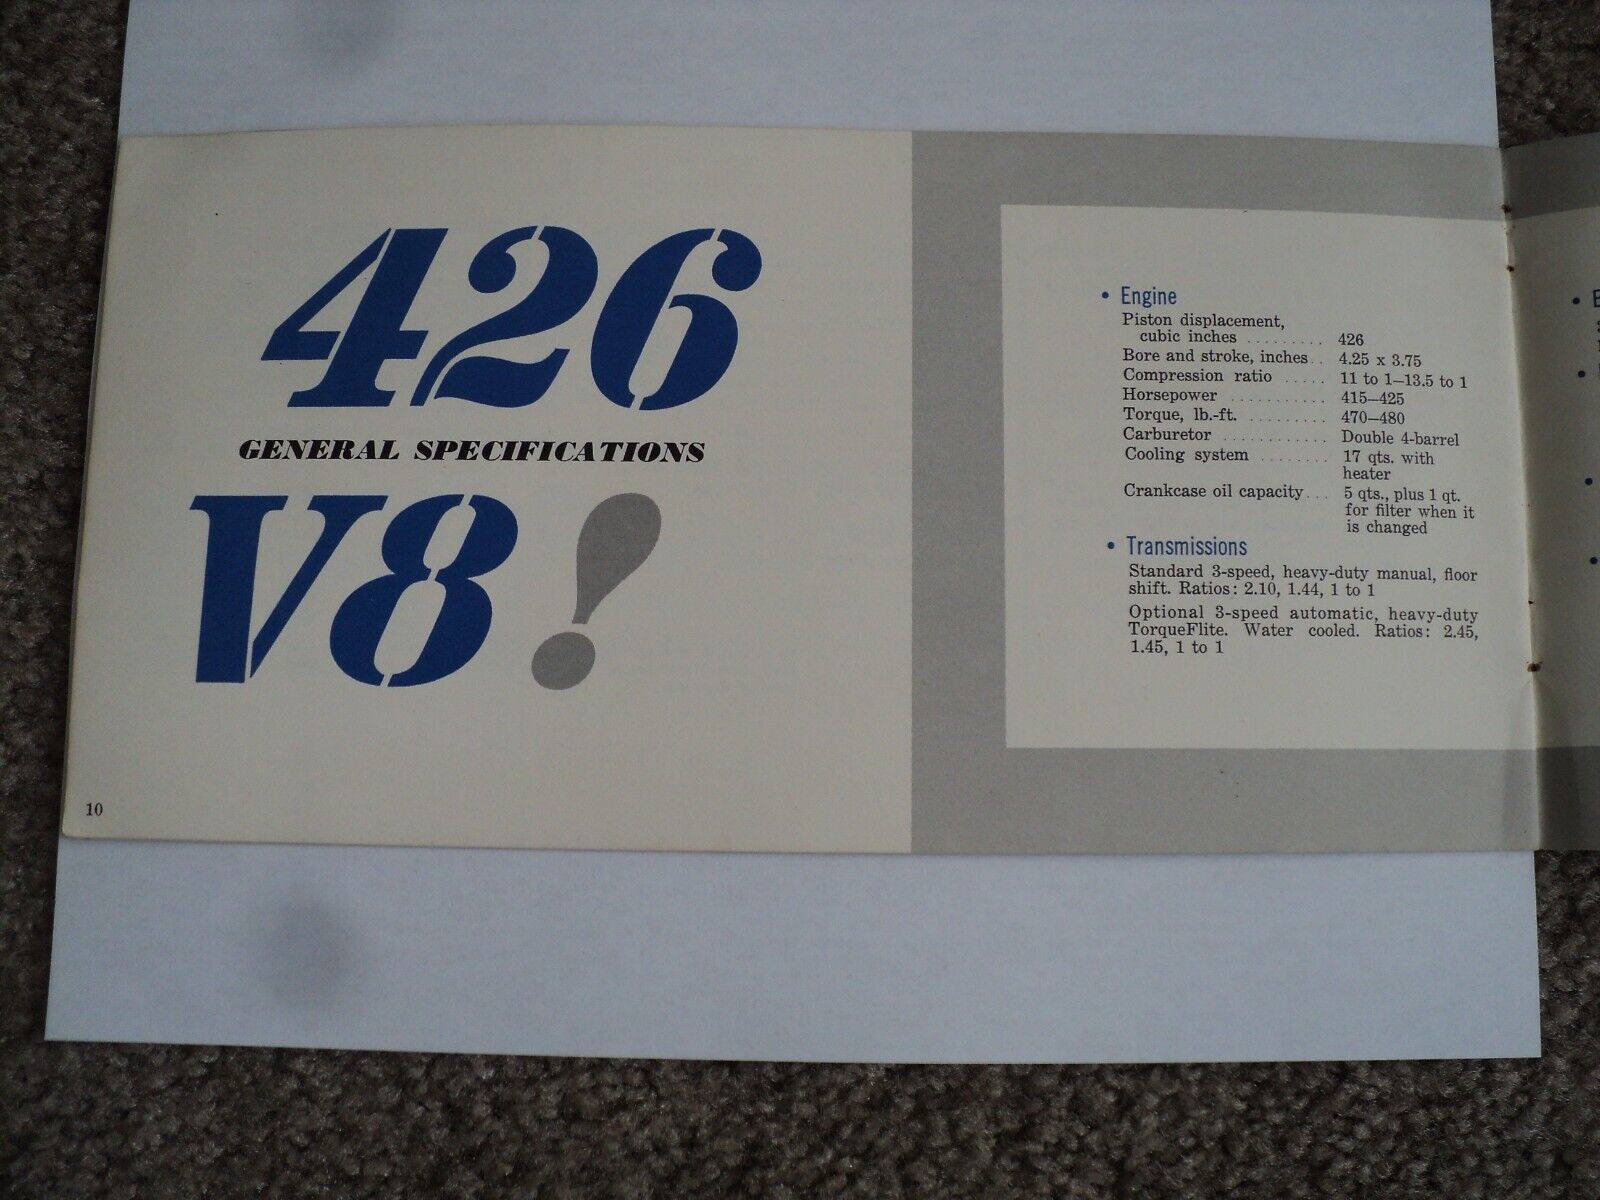 426
GENERAL SPECIFICATIONS
V8!
10
• Engine
Piston displacement,
cubic inches ......... 426
Bore and stroke, inches.. 4.25 x 3.75
Compression ratio ..... 11 to 1–13.5 to 1
Horsepower ........... 415–425
Torque, lb.-ft. ......... 470–480
Carburetor ............ Double 4-barrel
Cooling system ........ 17 qts. with
heater
Crankcase oil capacity... 5 qts., plus 1 qt.
for filter when it
is changed
• Transmissions
Standard 3-speed, heavy-duty manual, floor
shift. Ratios: 2.10, 1.44, 1 to 1
Optional 3-speed automatic, heavy-duty
TorqueFlite. Water cooled. Ratios: 2.45,
1.45, 1 to 1